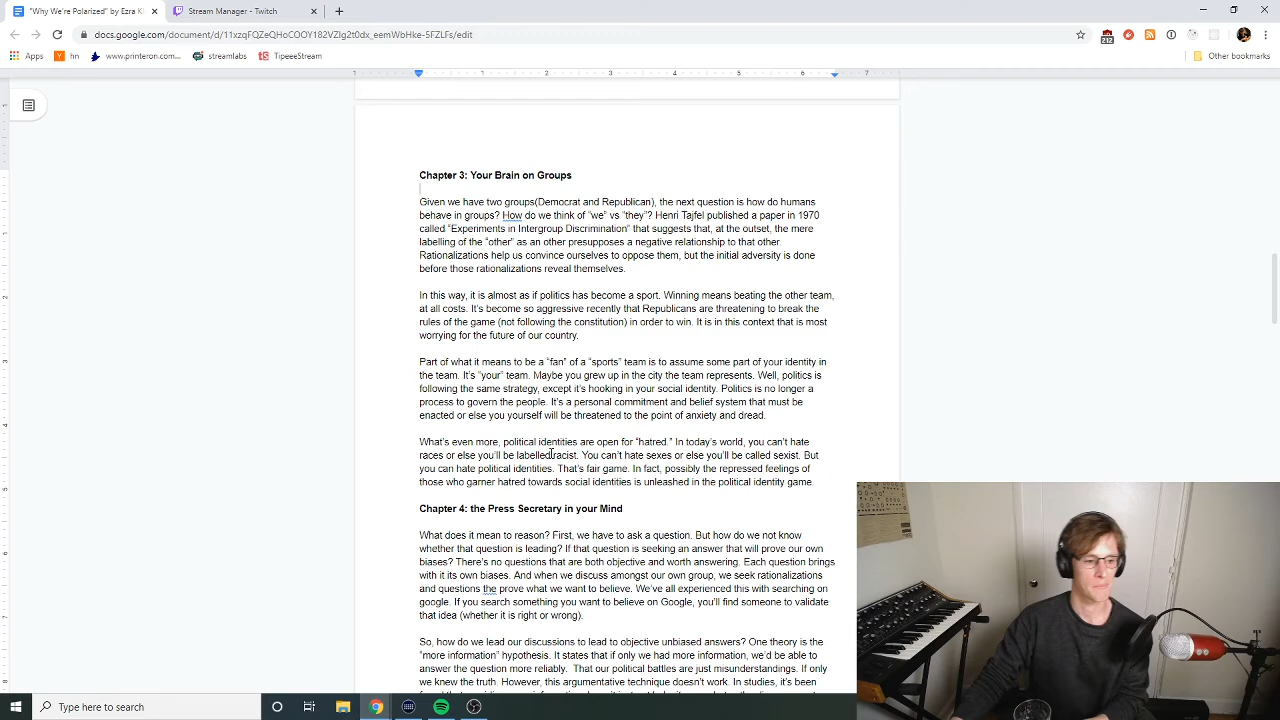 "Why We're Polarized" by Ezra Kl
Stream Manager - Twitch
docs.google.com/document/d/11xzqFQZeQHoCOOY182VZIg2t0dx_eemWbHke-5FZLFs/edit
Apps
hn
www.printeron.com...
streamlabs
TipeeeStream
Other bookmarks
1 1 2 3 4 5 6 7
Chapter 3: Your Brain on Groups
Given we have two groups(Democrat and Republican), the next question is how do humans
behave in groups? How do we think of "we" vs "they"? Henri Tajfel published a paper in 1970
called "Experiments in Intergroup Discrimination" that suggests that, at the outset, the mere
labelling of the "other" as an other presupposes a negative relationship to that other.
Rationalizations help us convince ourselves to oppose them, but the initial adversity is done
before those rationalizations reveal themselves.
In this way, it is almost as if politics has become a sport. Winning means beating the other team,
at all costs. It's become so aggressive recently that Republicans are threatening to break the
rules of the game (not following the constitution) in order to win. It is in this context that is most
worrying for the future of our country.
Part of what it means to be a "fan" of a "sports" team is to assume some part of your identity in
the team. It's "your" team. Maybe you grew up in the city the team represents. Well, politics is
following the same strategy, except it's hooking in your social identity. Politics is no longer a
process to govern the people. It's a personal commitment and belief system that must be
enacted or else you yourself will be threatened to the point of anxiety and dread.
What's even more, political identities are open for "hatred." In today's world, you can't hate
races or else you'll be labelled racist. You can't hate sexes or else you'll be called sexist. But
you can hate political identities. That's fair game. In fact, possibly the repressed feelings of
those who garner hatred towards social identities is unleashed in the political identity game.
Chapter 4: the Press Secretary in your Mind
What does it mean to reason? First, we have to ask a question. But how do we not know
whether that question is leading? If that question is seeking an answer that will prove our own
biases? There's no questions that are both objective and worth answering. Each question brings
with it its own biases. And when we discuss amongst our own group, we seek rationalizations
and questions the prove what we want to believe. We've all experienced this with searching on
google. If you search something you want to believe on Google, you'll find someone to validate
that idea (whether it is right or wrong).
So, how do we lead our discussions to lead to objective unbiased answers? One theory is the
"more information" hypothesis. It states that if only we had more information, we'd be able to
answer the question more reliably. That our political battles are just misunderstandings. If only
we knew the truth. However, this argumentative technique doesn't work. In studies, it's been
Type here to search